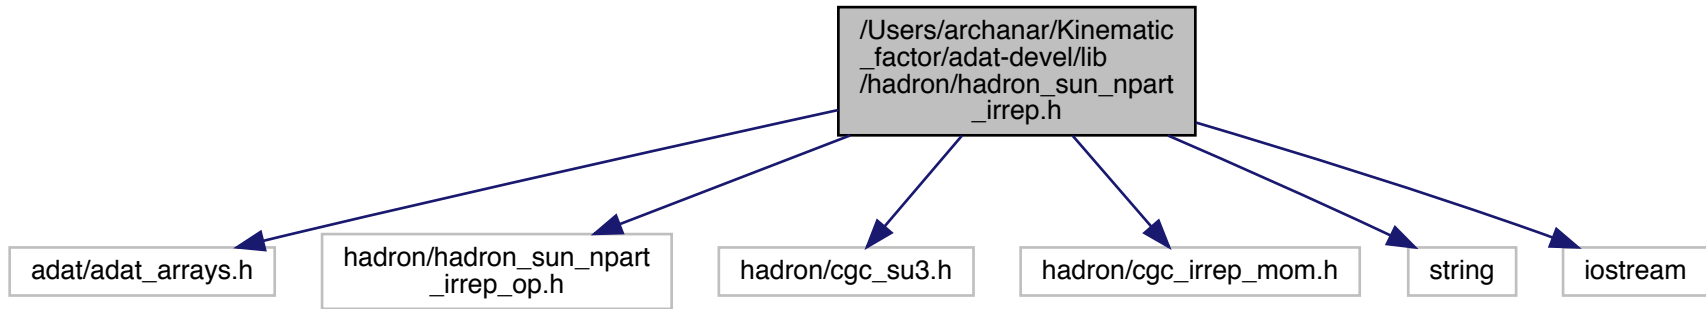 /Users/archanar/Kinematic
_factor/adat-devel/lib
/hadron/hadron_sun_npart
_irrep.h
adat/adat_arrays.h
hadron/hadron_sun_npart
_irrep_op.h
hadron/cgc_su3.h
hadron/cgc_irrep_mom.h
string
iostream